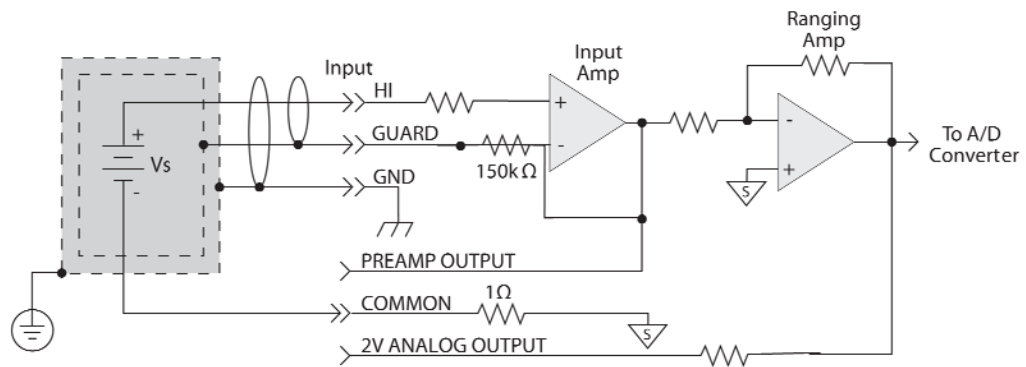 Ranging
Amp
Input
Amp
Input
HI
+
-
+
Vs
-
GUARD
150kΩ
-
+
S
To A/D
Converter
GND
PREAMP OUTPUT
COMMON
1Ω
S
2V ANALOG OUTPUT